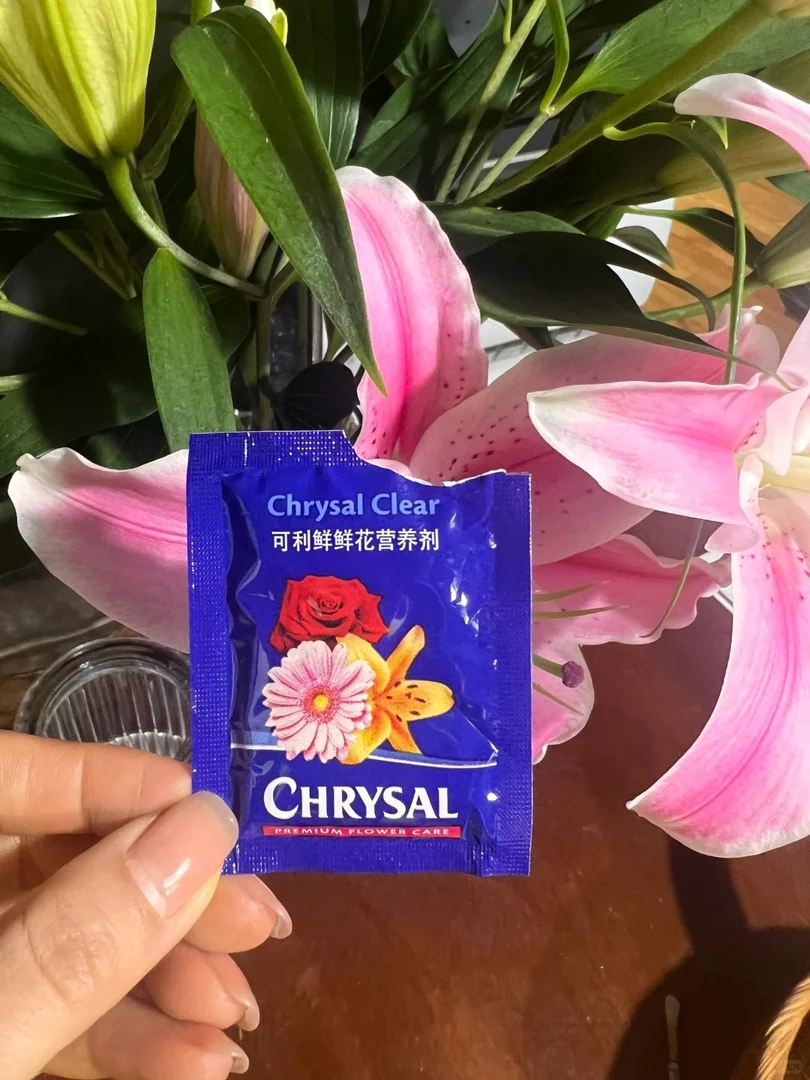 Chrysal Clear
可利鲜鲜花营养剂
CHRYSAL
PREMIUM FLOWER CARE